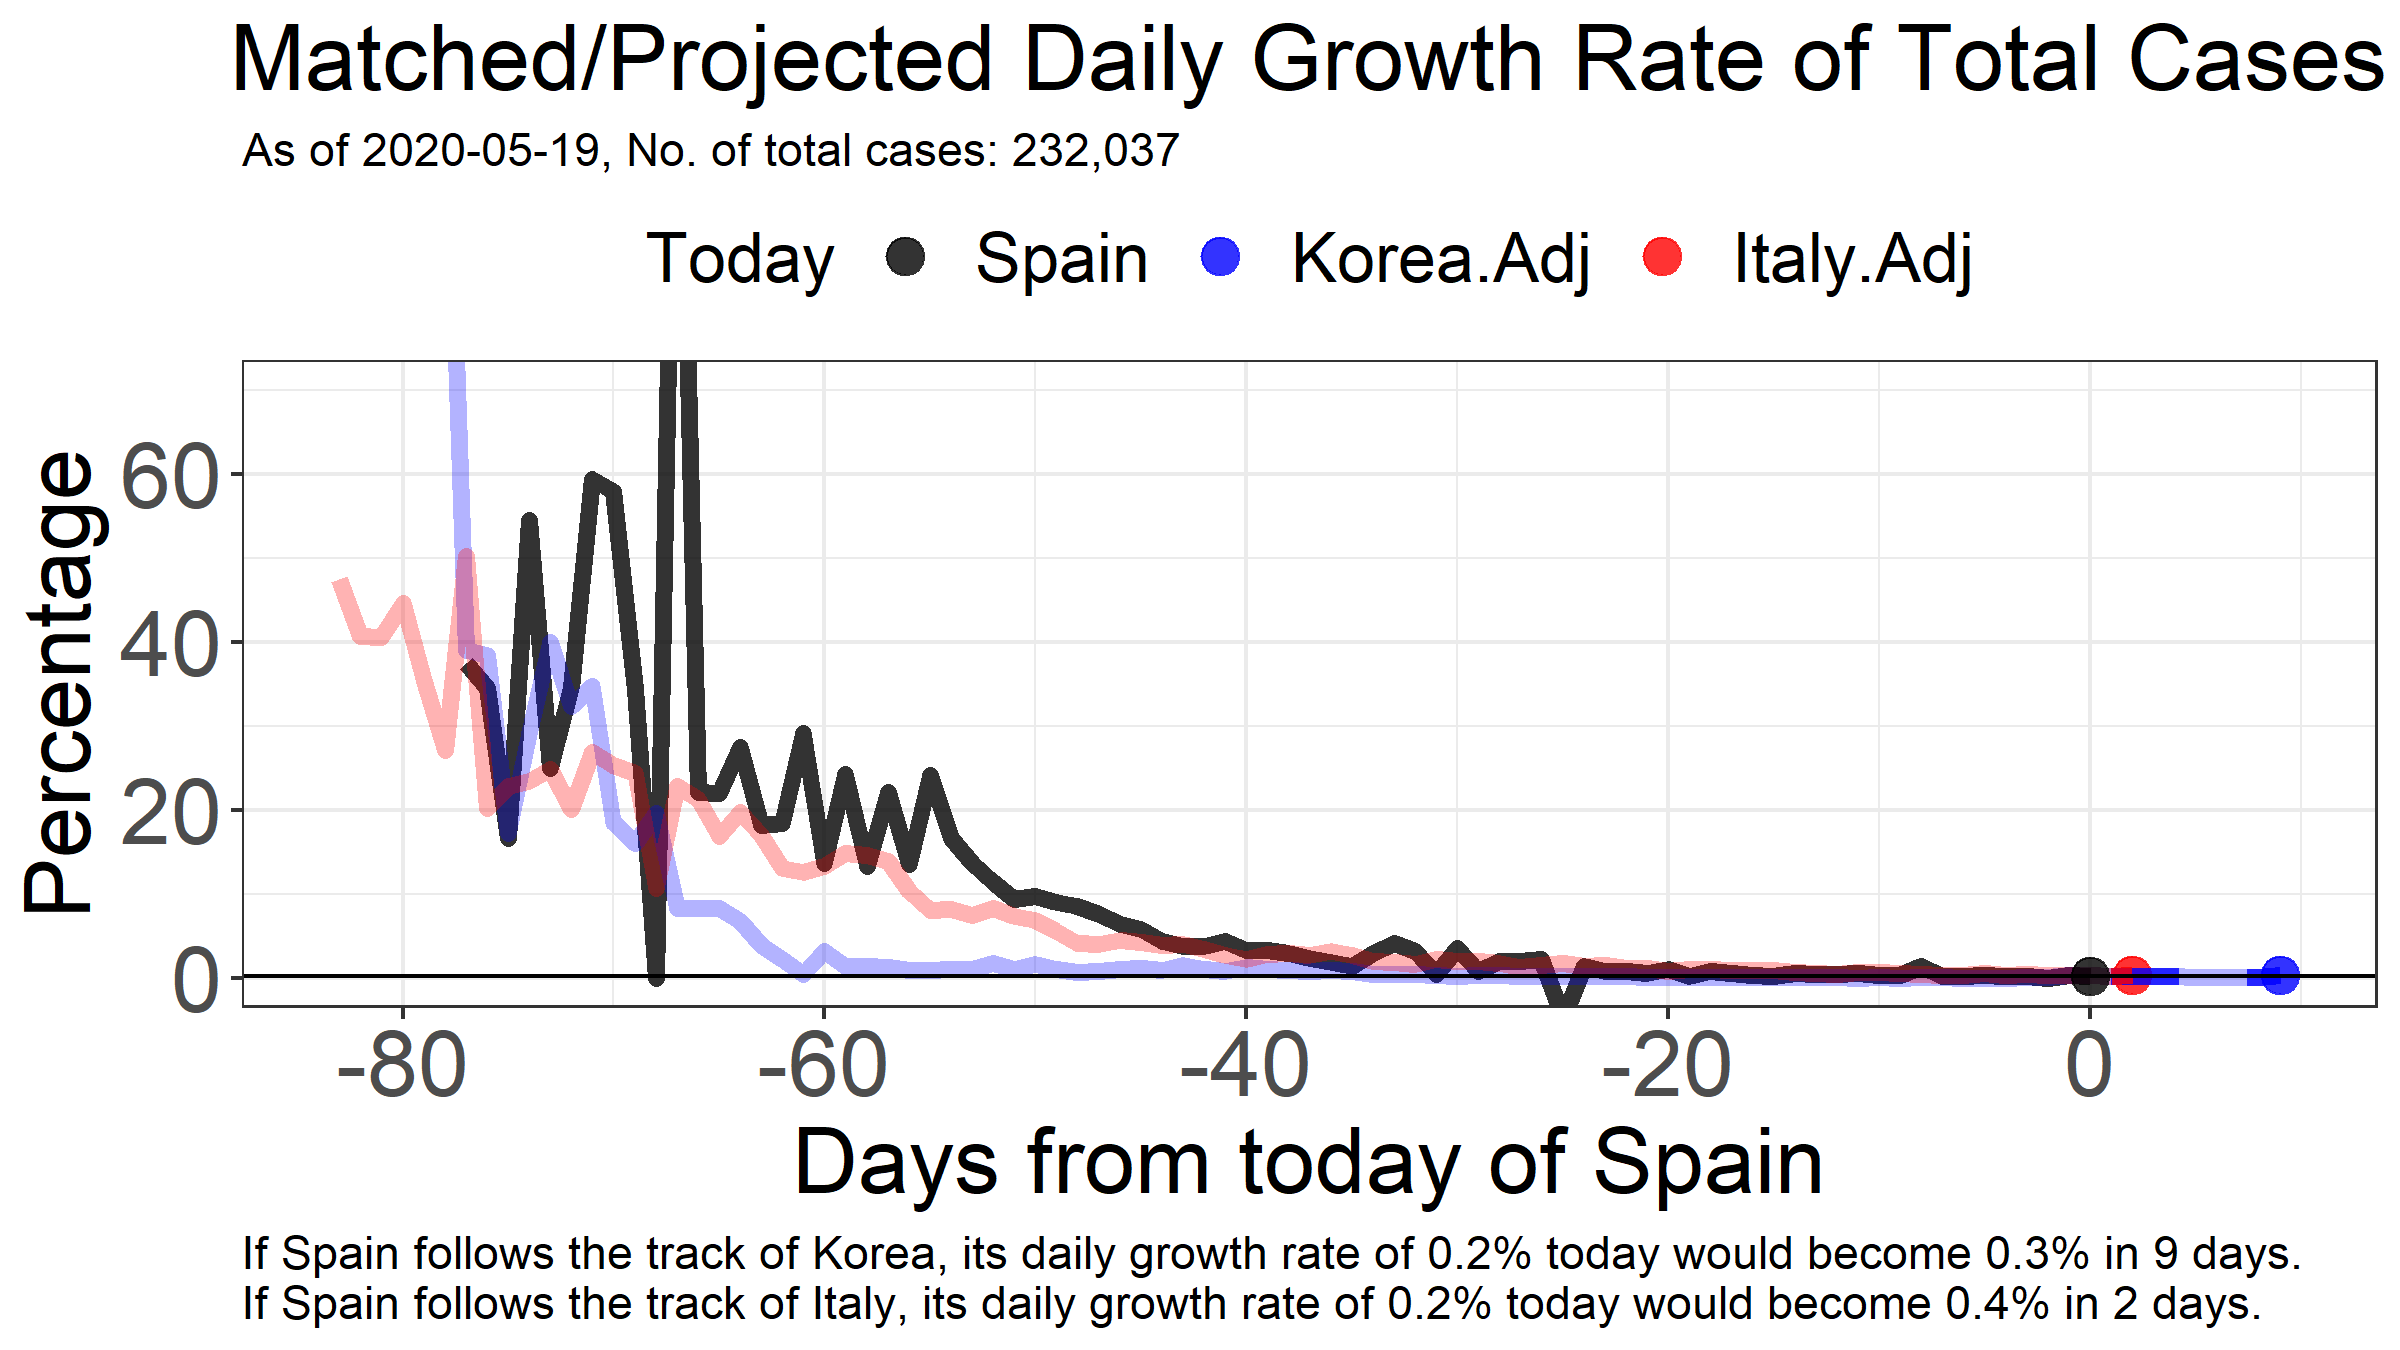 Matched/Projected Daily Growth Rate of Total Cases
As of 2020-05-19, No. of total cases: 232,037
Today Spain Korea.Adj Italy.Adj
Percentage
60
40
20
0
-80 -60 -40 -20 0
Days from today of Spain
If Spain follows the track of Korea, its daily growth rate of 0.2% today would become 0.3% in 9 days.
If Spain follows the track of Italy, its daily growth rate of 0.2% today would become 0.4% in 2 days.